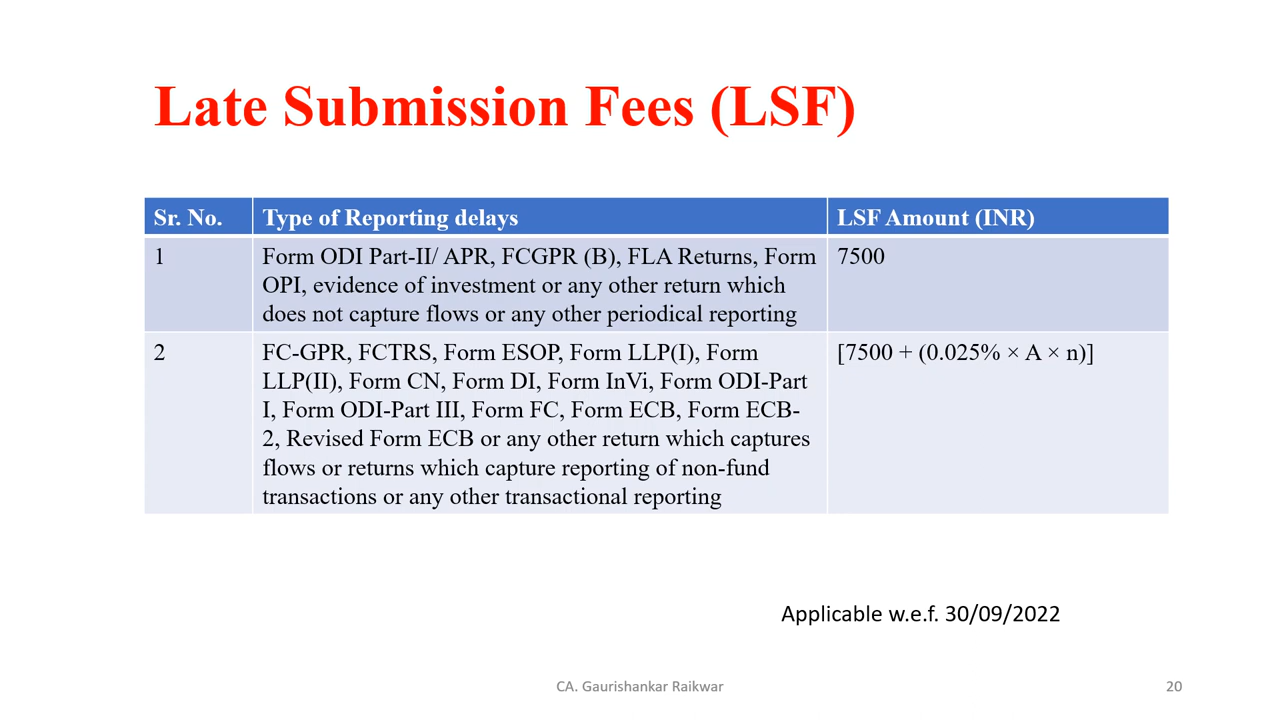 Late Submission Fees (LSF)
Sr. No. Type of Reporting delays LSF Amount (INR)
1 Form ODI Part-II/ APR, FCGPR (B), FLA Returns, Form 7500
OPI, evidence of investment or any other return which
does not capture flows or any other periodical reporting
2 FC-GPR, FCTRS, Form ESOP, Form LLP(I), Form [7500 + (0.025% × A × n)]
LLP(II), Form CN, Form DI, Form InVi, Form ODI-Part
I, Form ODI-Part III, Form FC, Form ECB, Form ECB-
2, Revised Form ECB or any other return which captures
flows or returns which capture reporting of non-fund
transactions or any other transactional reporting
Applicable w.e.f. 30/09/2022
CA. Gaurishankar Raikwar 20